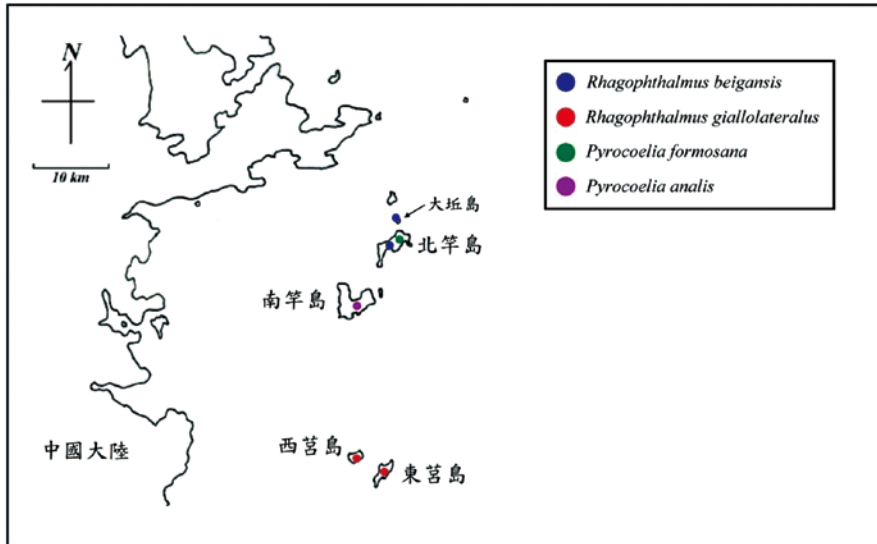 N
10 km
Rhagophthalmus beigansis
Rhagophthalmus giallolateralus
Pyrocoelia formosana
Pyrocoelia analis
大坵島
北竿島
南竿島
西莒島
東莒島
中國大陸